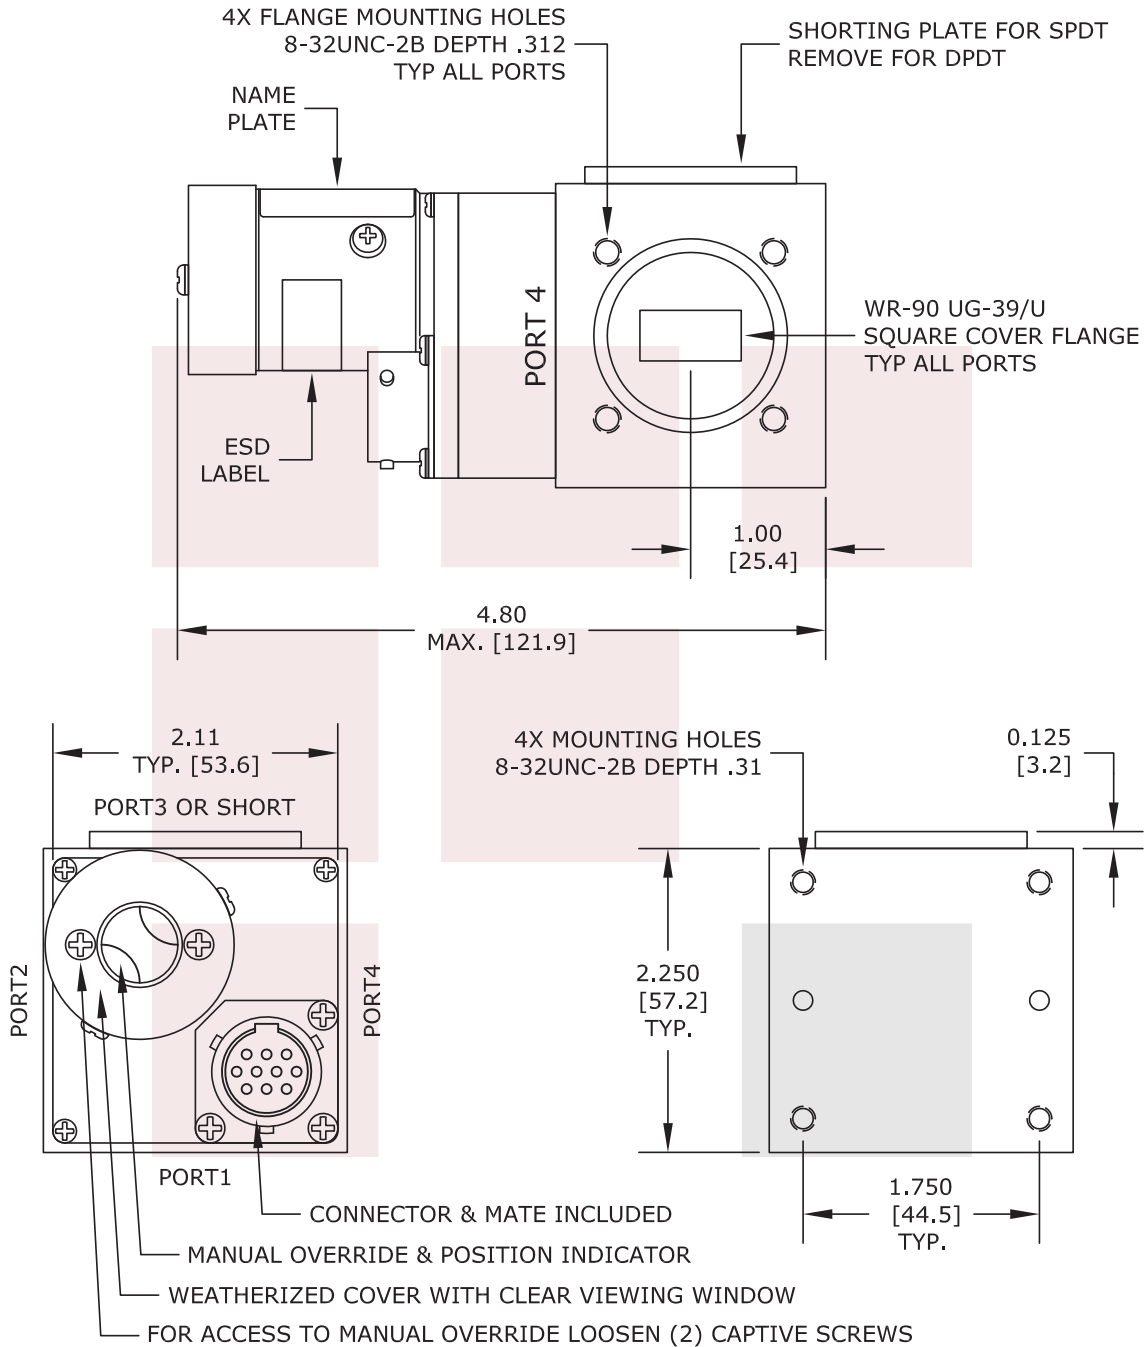 4X FLANGE MOUNTING HOLES
8-32UNC-2B DEPTH .312
TYP ALL PORTS
SHORTING PLATE FOR SPDT
REMOVE FOR DPDT
NAME
PLATE
PORT 4
WR-90 UG-39/U
SQUARE COVER FLANGE
TYP ALL PORTS
ESD
LABEL
1.00
[25.4]
4.80
MAX. [121.9]
2.11
TYP. [53.6]
PORT3 OR SHORT
4X MOUNTING HOLES
8-32UNC-2B DEPTH .31
0.125
[3.2]
PORT2
PORT4
2.250
[57.2]
TYP.
PORT1
1.750
[44.5]
TYP.
CONNECTOR & MATE INCLUDED
MANUAL OVERRIDE & POSITION INDICATOR
WEATHERIZED COVER WITH CLEAR VIEWING WINDOW
FOR ACCESS TO MANUAL OVERRIDE LOOSEN (2) CAPTIVE SCREWS